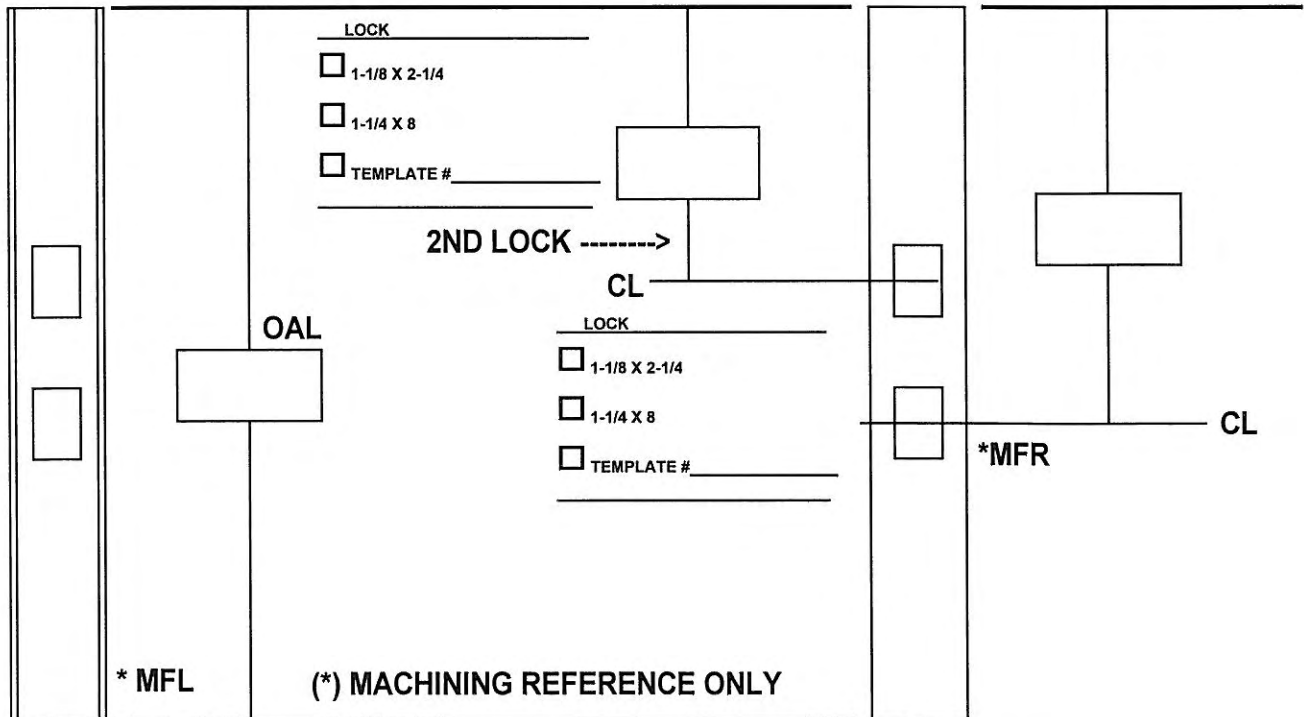 LOCK
1-1/8 X 2-1/4
1-1/4 X 8
TEMPLATE #
2ND LOCK -------->
CL
OAL
LOCK
1-1/8 X 2-1/4
1-1/4 X 8
TEMPLATE #
CL
*MFR
* MFL
(*) MACHINING REFERENCE ONLY